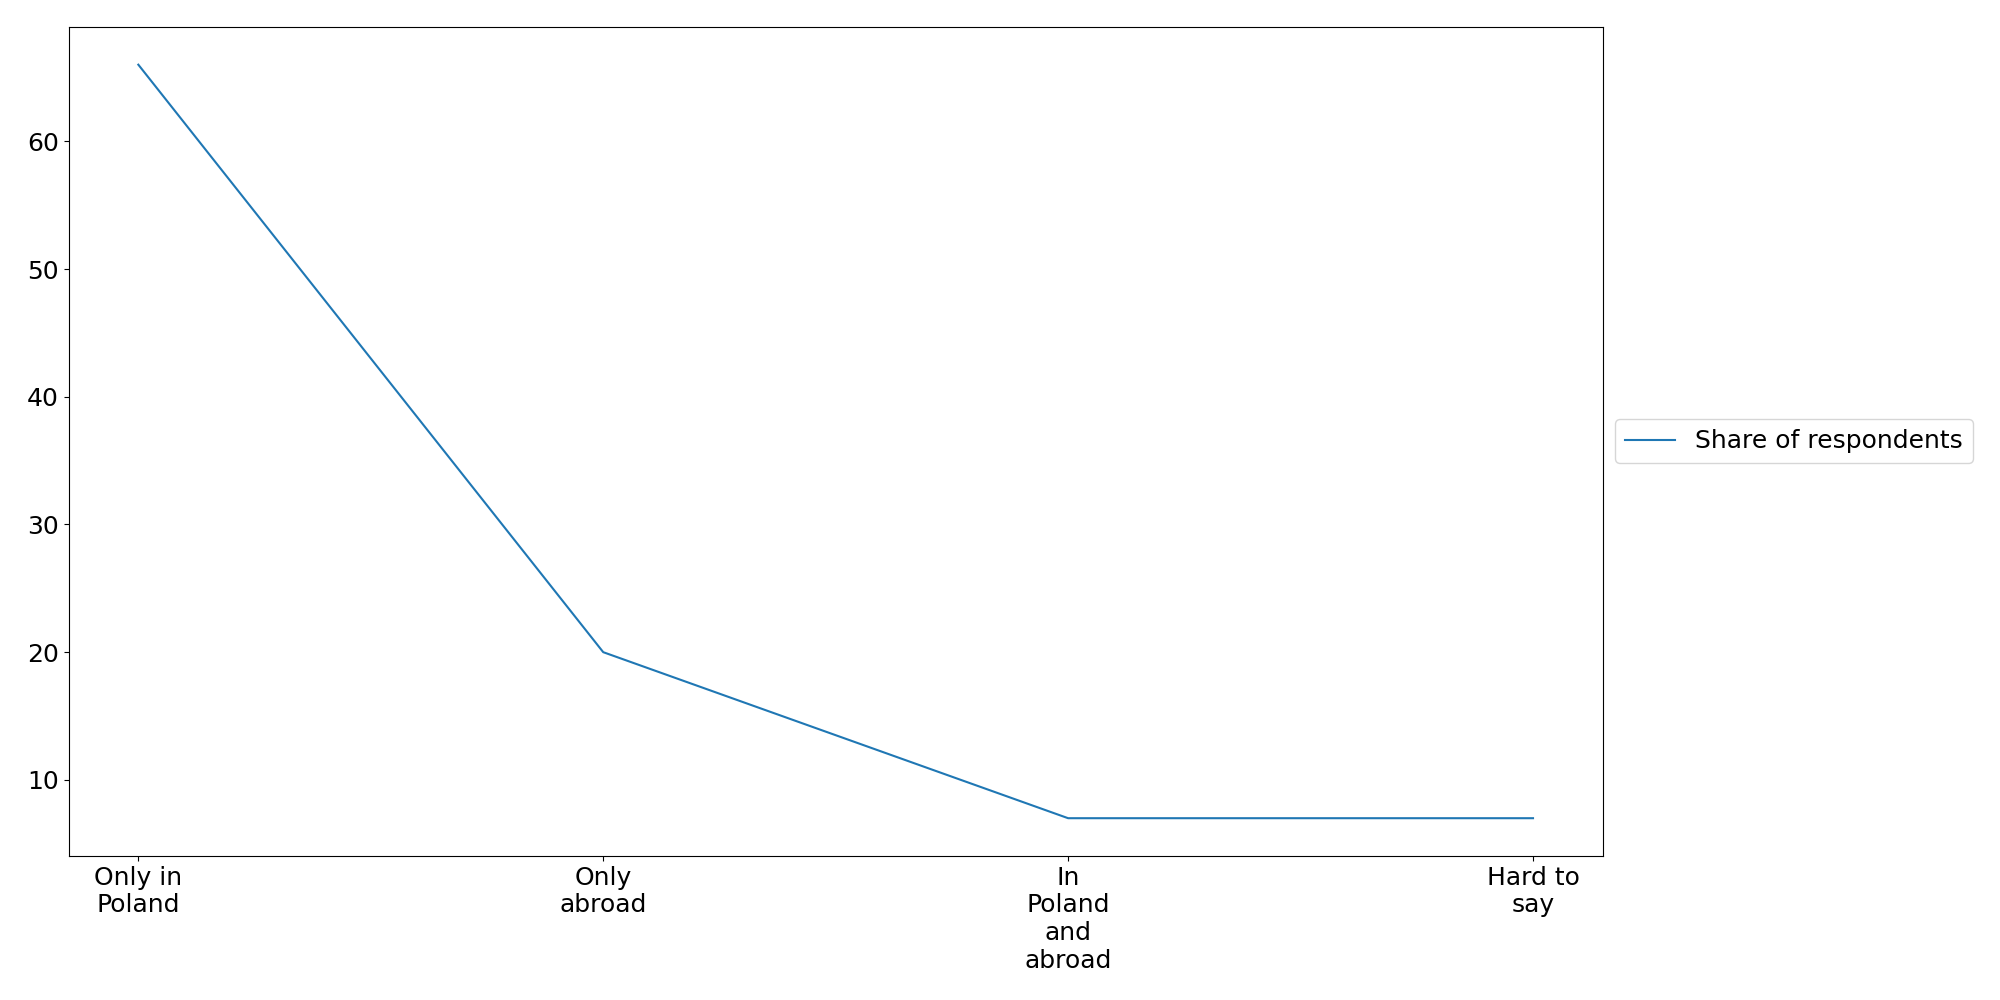 60
50
40
30
20
10
Only in
Poland
Only
abroad
In
Poland
and
abroad
Hard to
say
Share of respondents